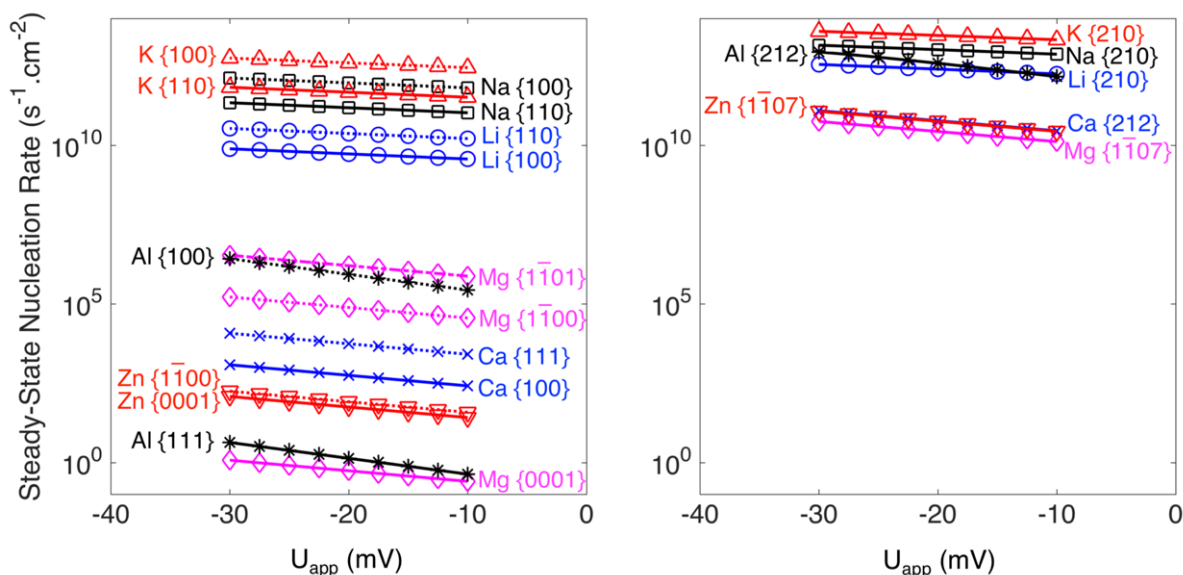 Steady-State Nucleation Rate (s⁻¹.cm⁻²)
10¹⁰
10⁵
10⁰
K {100}
K {110}
Na {100}
Na {110}
Li {110}
Li {100}
Al {100}
Mg {11̅01}
Mg {11̅00}
Ca {111}
Zn {11̅00}
Ca {100}
Zn {0001}
Al {111}
Mg {0001}
-40 -30 -20 -10 0
U_app (mV)
K {210}
Al {212}
Na {210}
Li {210}
Zn {11̅07}
Ca {212}
Mg {11̅07}
10¹⁰
10⁵
10⁰
-40 -30 -20 -10 0
U_app (mV)